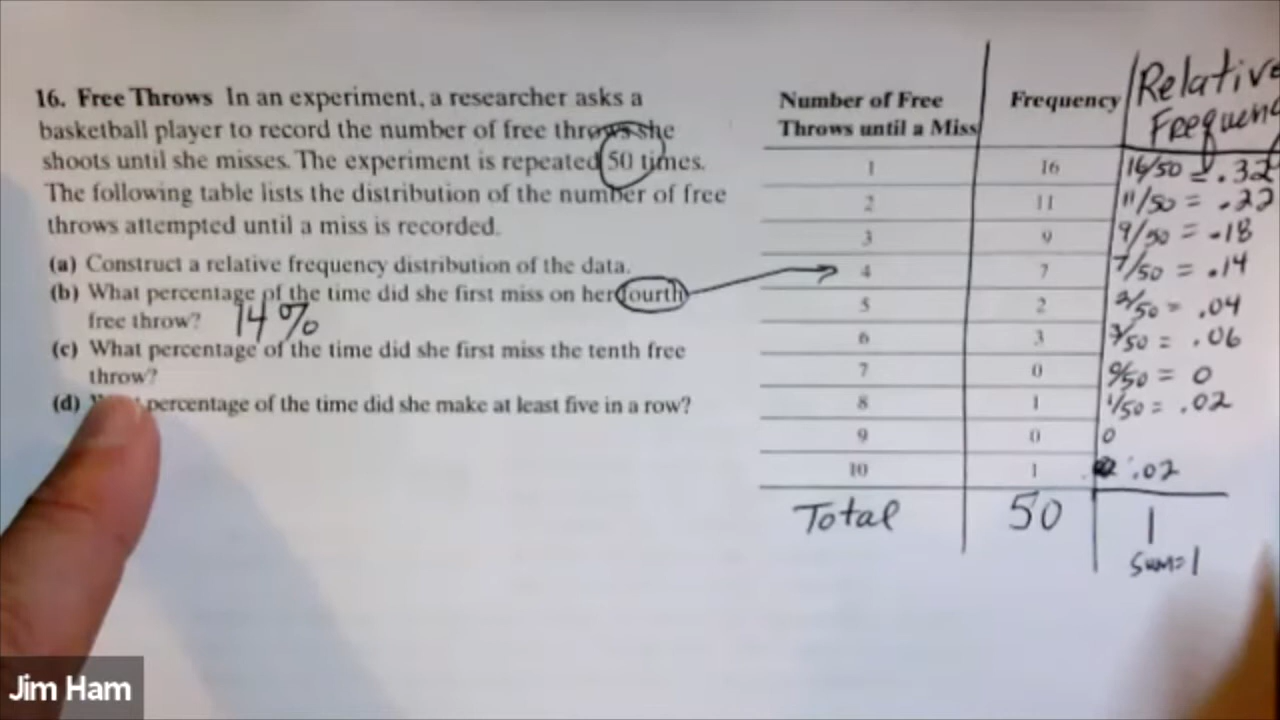 16. Free Throws In an experiment, a researcher asks a
basketball player to record the number of free throws she
shoots until she misses. The experiment is repeated 50 times.
The following table lists the distribution of the number of free
throws attempted until a miss is recorded.
(a) Construct a relative frequency distribution of the data.
(b) What percentage of the time did she first miss on her fourth
free throw? 14%
(c) What percentage of the time did she first miss the tenth free
throw?
(d) percentage of the time did she make at least five in a row?
Number of Free
Throws until a Miss
Frequency
Relative
Frequency
1 16 16/50 = .32
2 11 11/50 = .22
3 9 9/50 = .18
4 7 7/50 = .14
5 2 2/50 = .04
6 3 3/50 = .06
7 0 0/50 = 0
8 1 1/50 = .02
9 0 0
10 1 .02
Total 50 1
Sum=1
Jim Ham